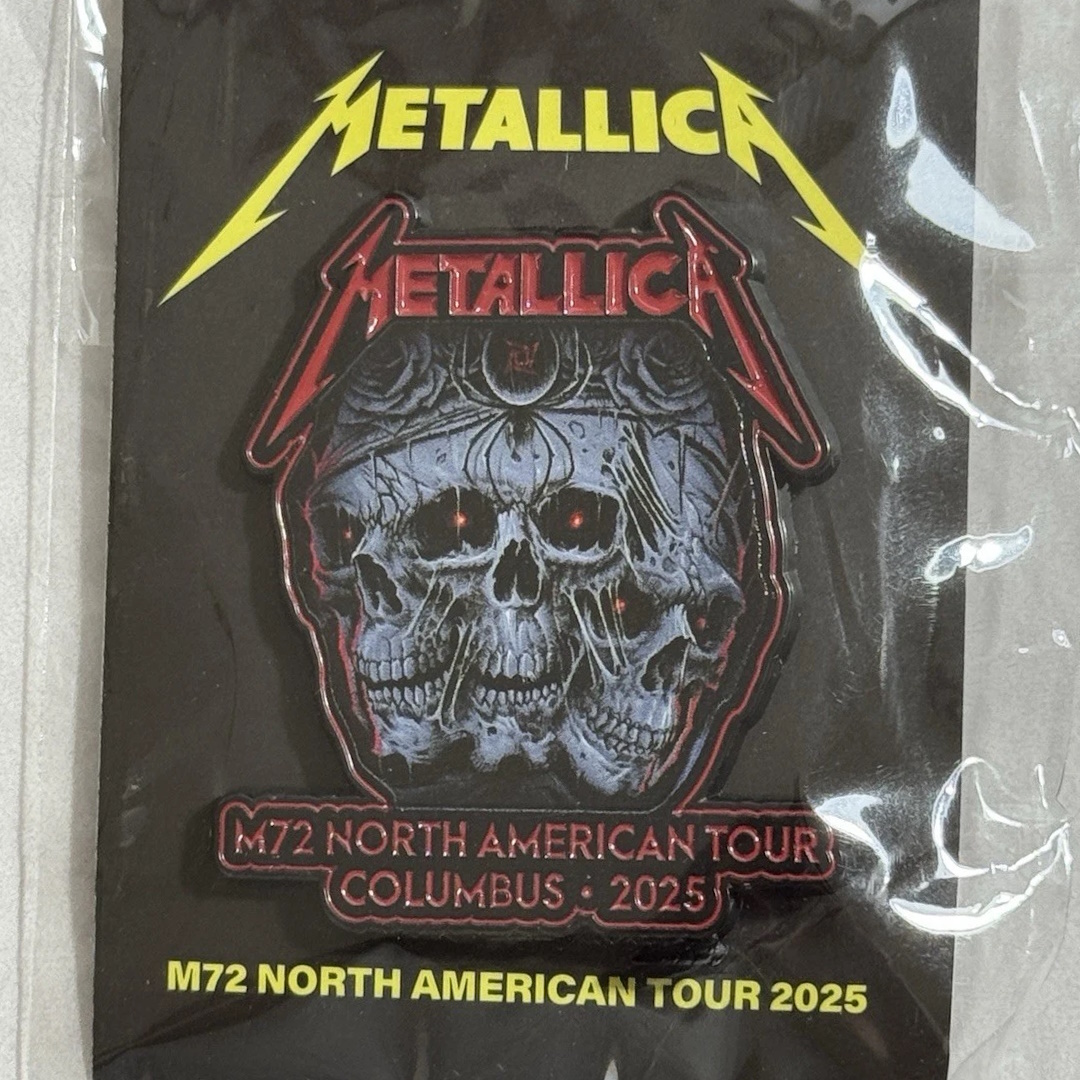 METALLICA
METALLICA
M72 NORTH AMERICAN TOUR
COLUMBUS • 2025
M72 NORTH AMERICAN TOUR 2025